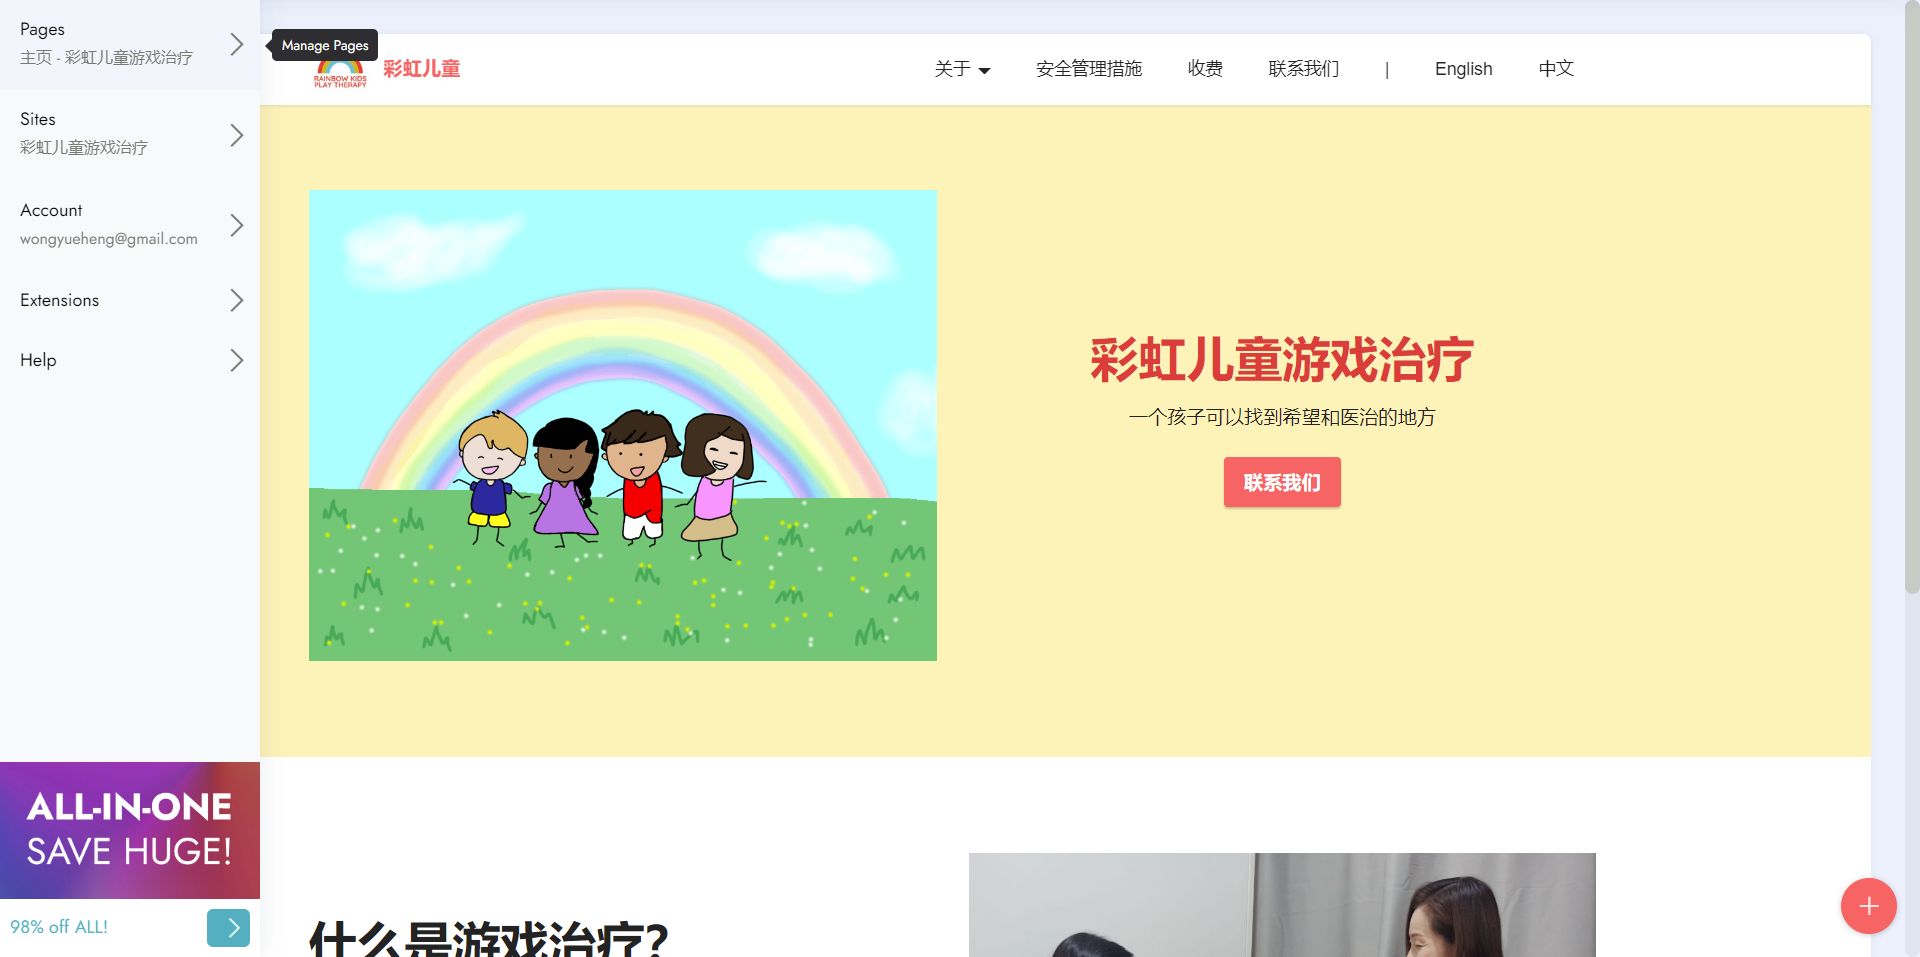 Pages
主页 - 彩虹儿童游戏治疗
Manage Pages
Sites
彩虹儿童游戏治疗
Account
wongyueheng@gmail.com
Extensions
Help
ALL-IN-ONE
SAVE HUGE!
98% off ALL!
RAINBOW KIDS
PLAY THERAPY
彩虹儿童
关于
安全管理措施
收费
联系我们
|
English
中文
彩虹儿童游戏治疗
一个孩子可以找到希望和医治的地方
联系我们
什么是游戏治疗?